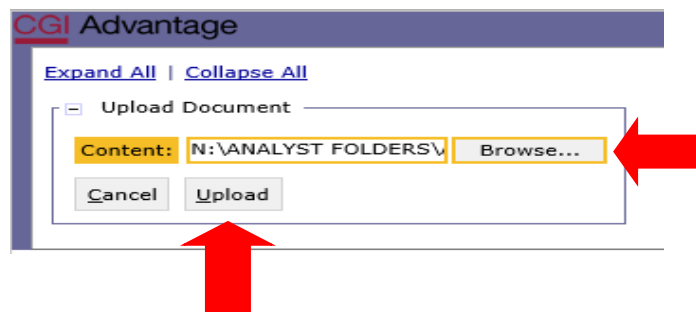 CGI Advantage
Expand All | Collapse All
Upload Document
Content: N:\ANALYST FOLDERS\ Browse...
Cancel Upload